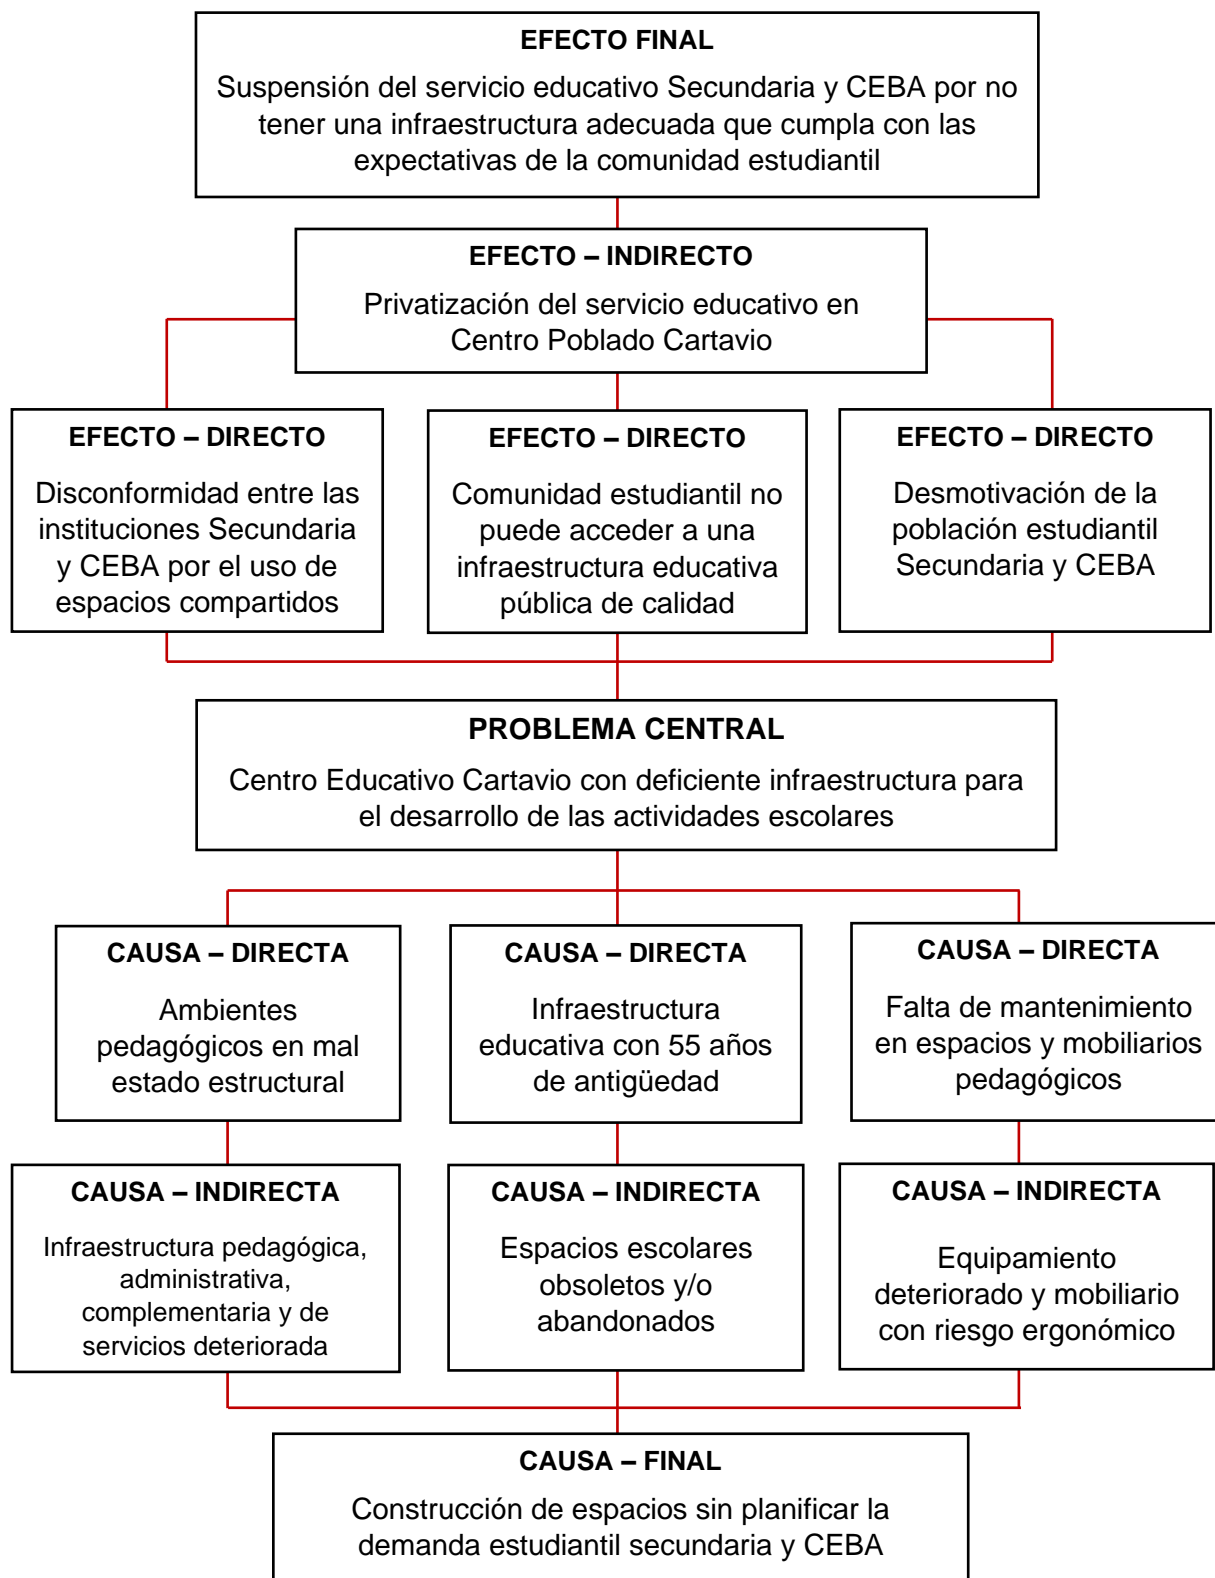 EFECTO FINAL
Suspensión del servicio educativo Secundaria y CEBA por no
tener una infraestructura adecuada que cumpla con las
expectativas de la comunidad estudiantil
EFECTO – INDIRECTO
Privatización del servicio educativo en
Centro Poblado Cartavio
EFECTO – DIRECTO
Disconformidad entre las
instituciones Secundaria
y CEBA por el uso de
espacios compartidos
EFECTO – DIRECTO
Comunidad estudiantil no
puede acceder a una
infraestructura educativa
pública de calidad
EFECTO – DIRECTO
Desmotivación de la
población estudiantil
Secundaria y CEBA
PROBLEMA CENTRAL
Centro Educativo Cartavio con deficiente infraestructura para
el desarrollo de las actividades escolares
CAUSA – DIRECTA
Ambientes
pedagógicos en mal
estado estructural
CAUSA – DIRECTA
Infraestructura
educativa con 55 años
de antigüedad
CAUSA – DIRECTA
Falta de mantenimiento
en espacios y mobiliarios
pedagógicos
CAUSA – INDIRECTA
Infraestructura pedagógica,
administrativa,
complementaria y de
servicios deteriorada
CAUSA – INDIRECTA
Espacios escolares
obsoletos y/o
abandonados
CAUSA – INDIRECTA
Equipamiento
deteriorado y mobiliario
con riesgo ergonómico
CAUSA – FINAL
Construcción de espacios sin planificar la
demanda estudiantil secundaria y CEBA